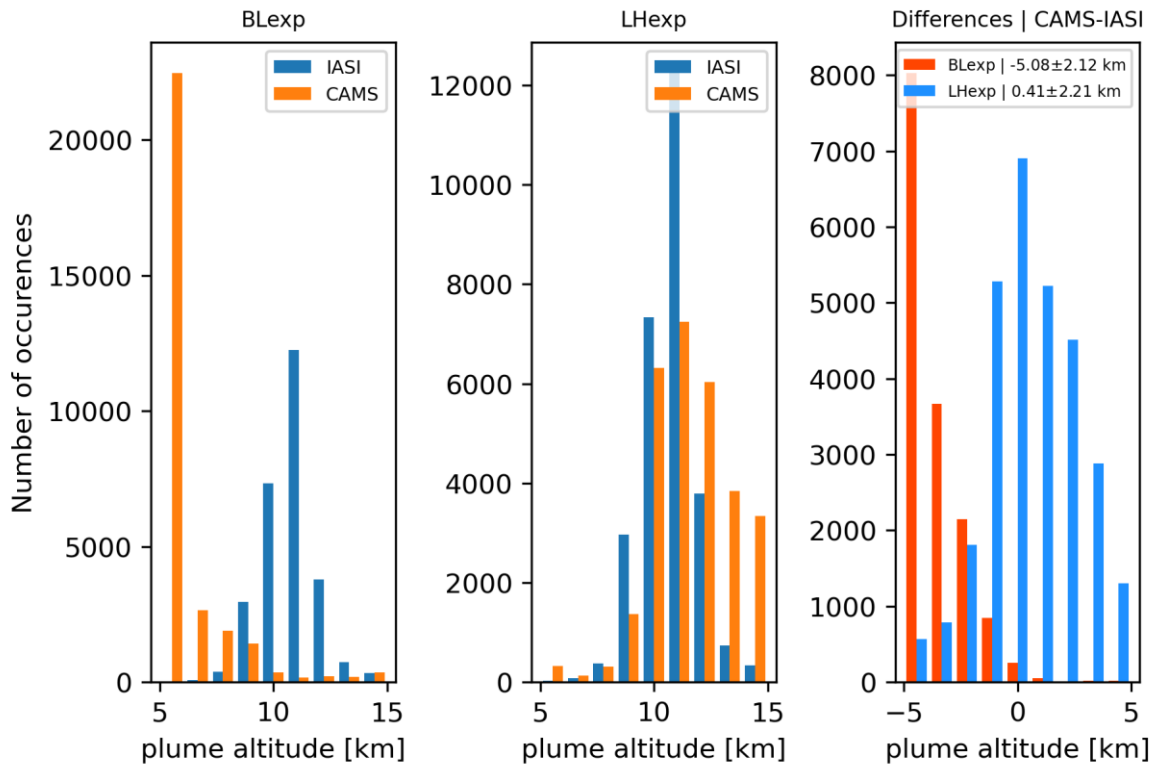 BLexp
LHexp
Differences | CAMS-IASI
IASI
CAMS
IASI
CAMS
BLexp | -5.08±2.12 km
LHexp | 0.41±2.21 km
Number of occurences
20000
15000
10000
5000
0
12000
10000
8000
6000
4000
2000
0
8000
7000
6000
5000
4000
3000
2000
1000
0
5 10 15
5 10 15
−5 0 5
plume altitude [km]
plume altitude [km]
plume altitude [km]